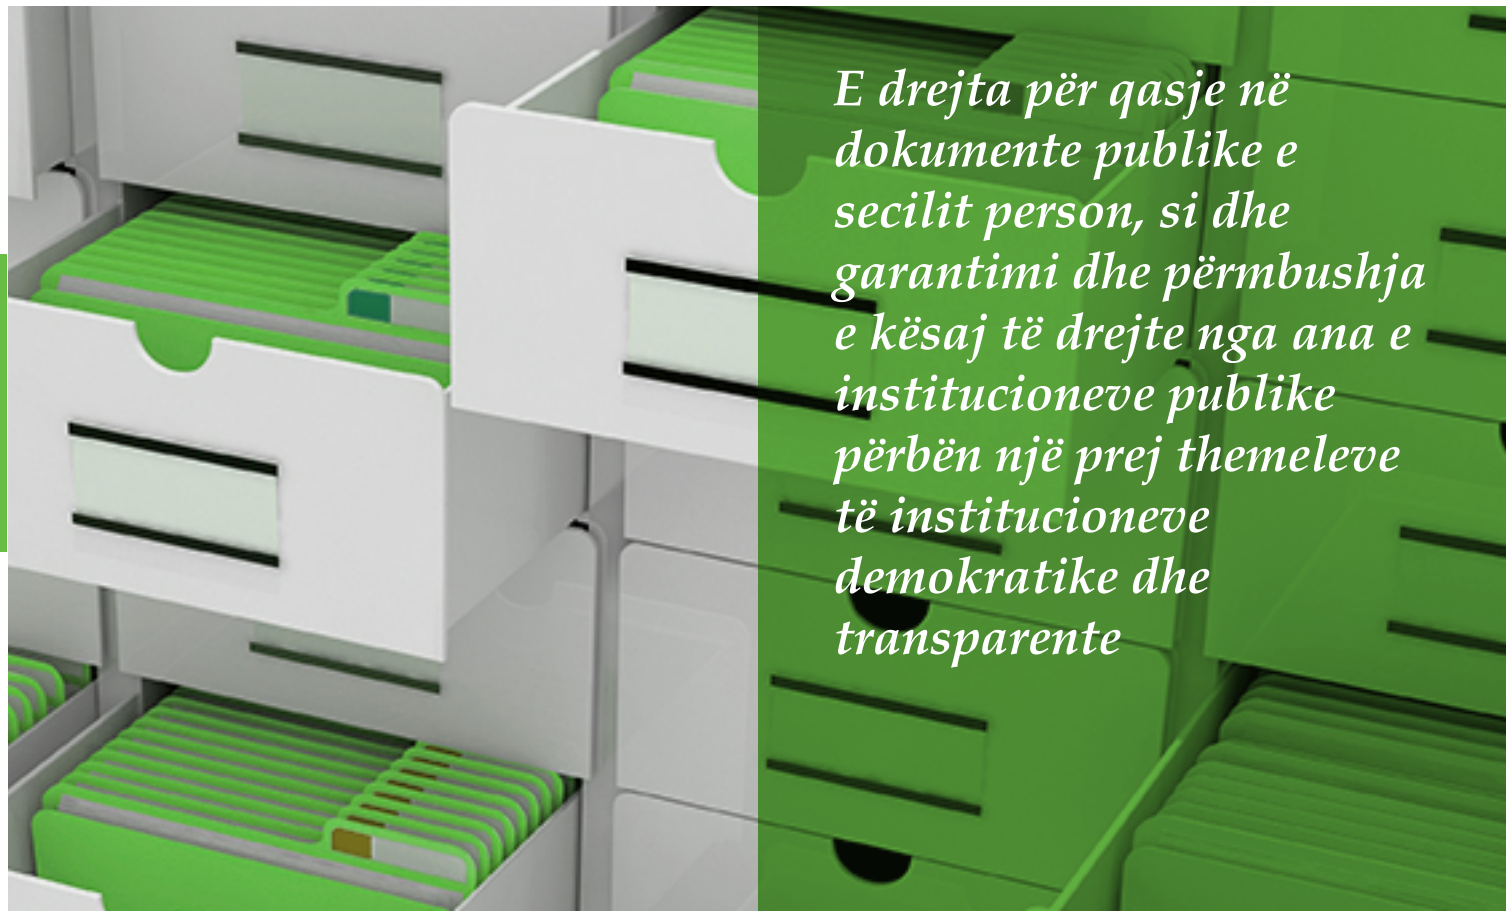 E drejta për qasje në
dokumente publike e
secilit person, si dhe
garantimi dhe përmbushja
e kësaj të drejte nga ana e
institucioneve publike
përbën një prej themeleve
të institucioneve
demokratike dhe
transparente